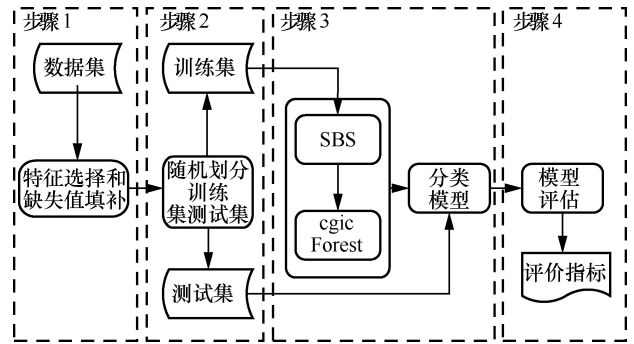 步骤1
数据集
特征选择和
缺失值填补
步骤2
训练集
随机划分
训练
集测试集
测试集
步骤3
SBS
cgic
Forest
分类
模型
步骤4
模型
评估
评价指标